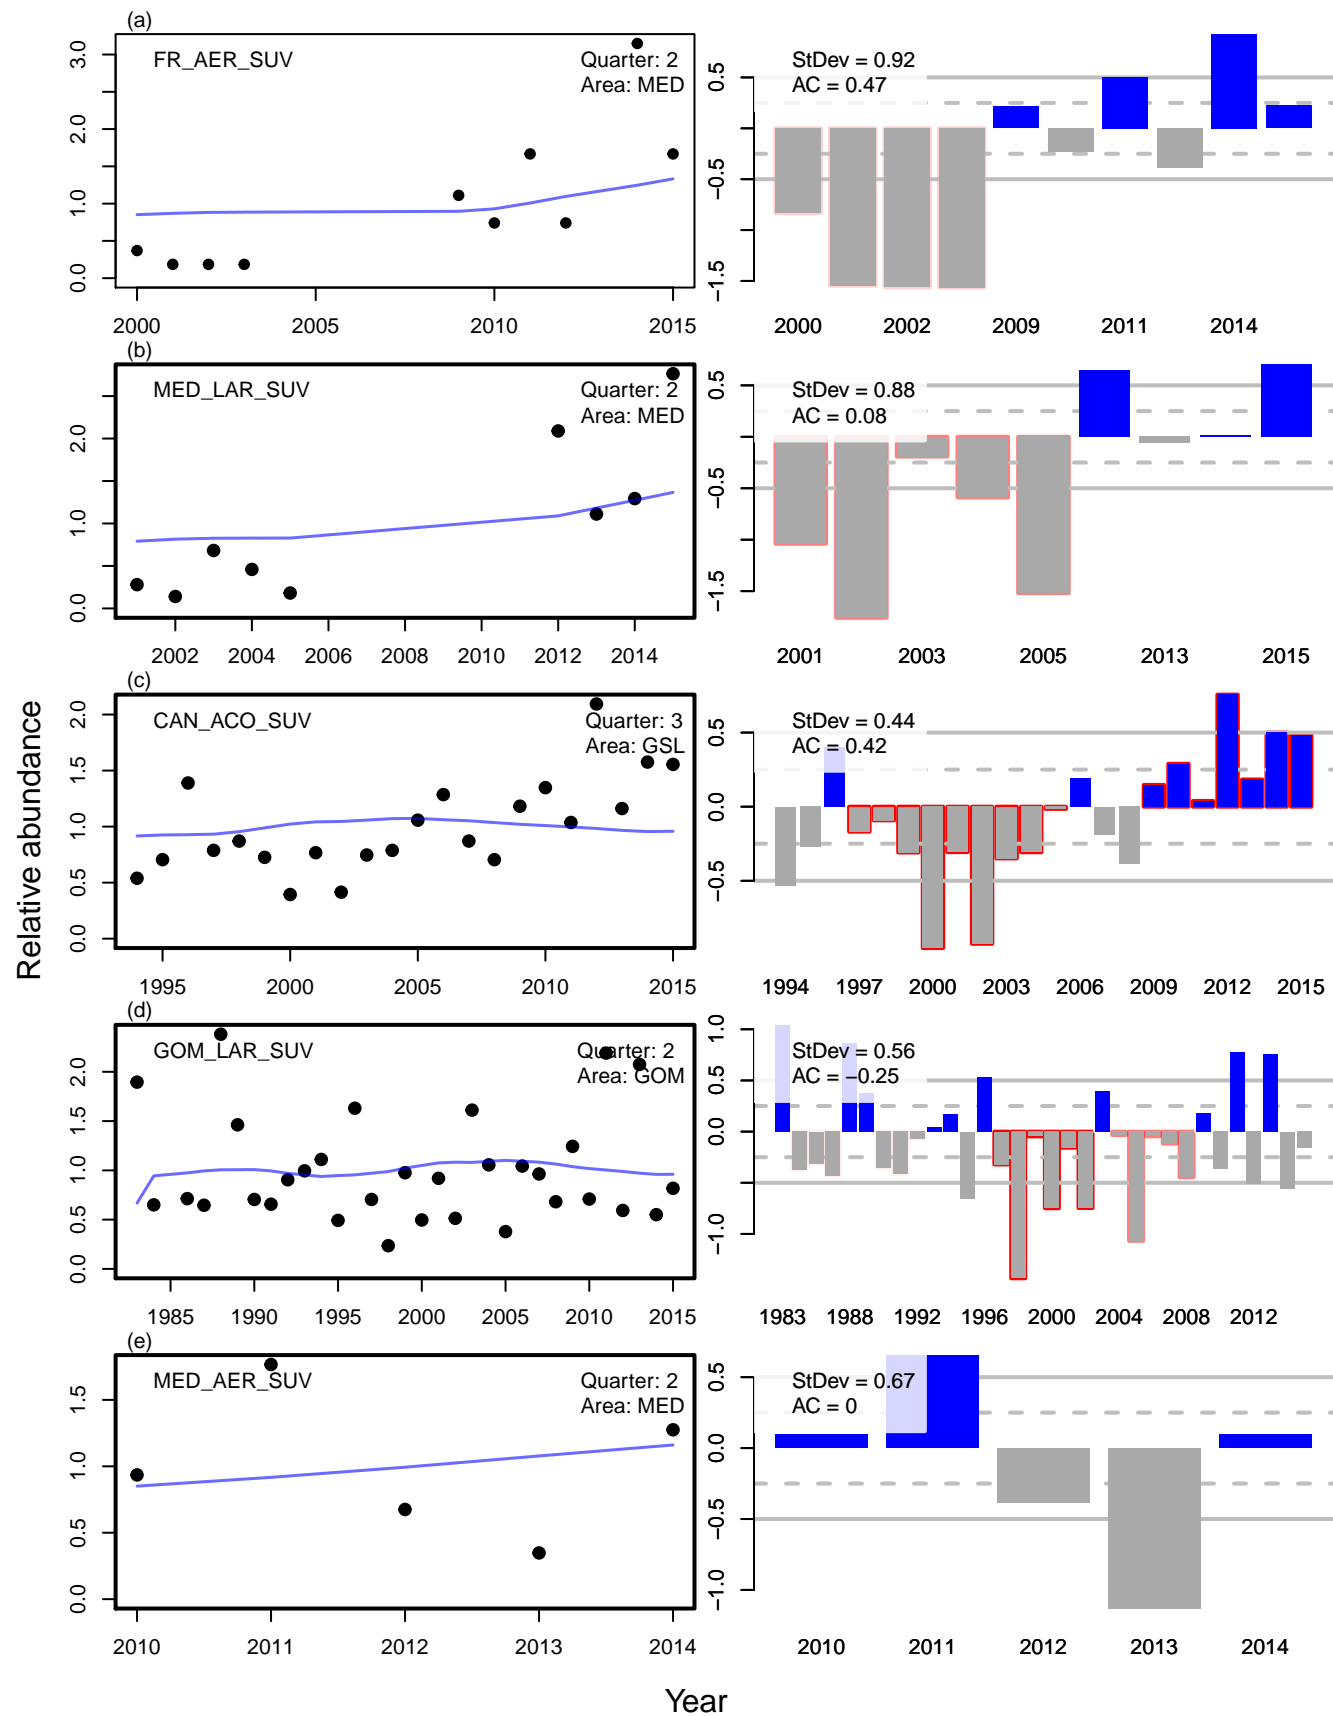 (a)
FR_AER_SUV
Quarter: 2
Area: MED
0.0 1.0 2.0 3.0
2000 2005 2010 2015
StDev = 0.92
AC = 0.47
−1.5 −0.5 0.5
2000 2002 2009 2011 2014
(b)
MED_LAR_SUV
Quarter: 2
Area: MED
0.0 1.0 2.0
2002 2004 2006 2008 2010 2012 2014
StDev = 0.88
AC = 0.08
−1.5 −0.5 0.5
2001 2003 2005 2013 2015
(c)
CAN_ACO_SUV
Quarter: 3
Area: GSL
0.0 0.5 1.0 1.5 2.0
1995 2000 2005 2010 2015
StDev = 0.44
AC = 0.42
−0.5 0.0 0.5
1994 1997 2000 2003 2006 2009 2012 2015
(d)
GOM_LAR_SUV
Quarter: 2
Area: GOM
0.0 0.5 1.0 1.5 2.0
1985 1990 1995 2000 2005 2010 2015
StDev = 0.56
AC = −0.25
−1.0 0.0 0.5 1.0
1983 1988 1992 1996 2000 2004 2008 2012
(e)
MED_AER_SUV
Quarter: 2
Area: MED
0.0 0.5 1.0 1.5
2010 2011 2012 2013 2014
StDev = 0.67
AC = 0
−1.0 −0.5 0.0 0.5
2010 2011 2012 2013 2014
Relative abundance
Year